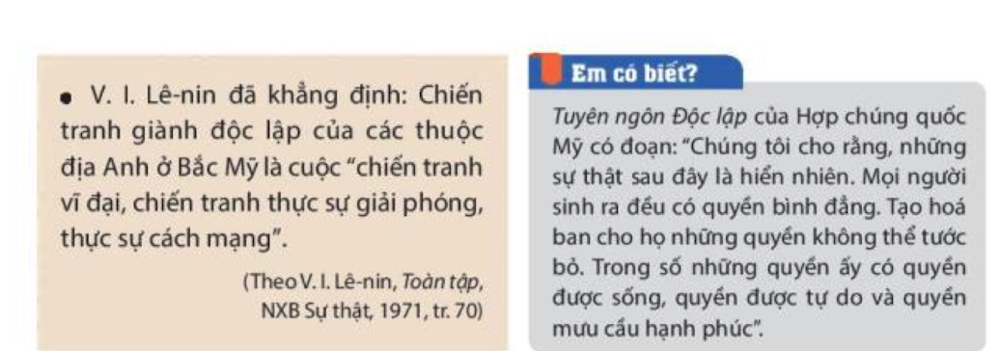 • V. I. Lê-nin đã khẳng định: Chiến
tranh giành độc lập của các thuộc
địa Anh ở Bắc Mỹ là cuộc “chiến tranh
vĩ đại, chiến tranh thực sự giải phóng,
thực sự cách mạng”.
(Theo V. I. Lê-nin, Toàn tập,
NXB Sự thật, 1971, tr. 70)
Em có biết?
Tuyên ngôn Độc lập của Hợp chúng quốc
Mỹ có đoạn: “Chúng tôi cho rằng, những
sự thật sau đây là hiển nhiên. Mọi người
sinh ra đều có quyền bình đẳng. Tạo hoá
ban cho họ những quyền không thể tước
bỏ. Trong số những quyền ấy có quyền
được sống, quyền được tự do và quyền
mưu cầu hạnh phúc”.